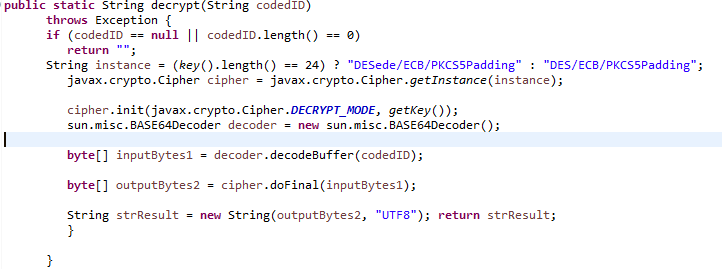 public static String decrypt(String codedID)
throws Exception {
if (codedID == null || codedID.length() == 0)
return "";
String instance = (key().length() == 24) ? "DESede/ECB/PKCS5Padding" : "DES/ECB/PKCS5Padding";
javax.crypto.Cipher cipher = javax.crypto.Cipher.getInstance(instance);
cipher.init(javax.crypto.Cipher.DECRYPT_MODE, getKey());
sun.misc.BASE64Decoder decoder = new sun.misc.BASE64Decoder();
byte[] inputBytes1 = decoder.decodeBuffer(codedID);
byte[] outputBytes2 = cipher.doFinal(inputBytes1);
String strResult = new String(outputBytes2, "UTF8"); return strResult;
}
}